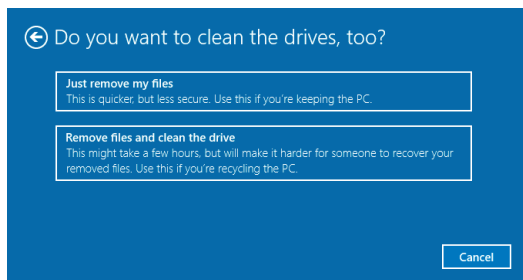 Do you want to clean the drives, too?
Just remove my files
This is quicker, but less secure. Use this if you're keeping the PC.
Remove files and clean the drive
This might take a few hours, but will make it harder for someone to recover your
removed files. Use this if you're recycling the PC.
Cancel